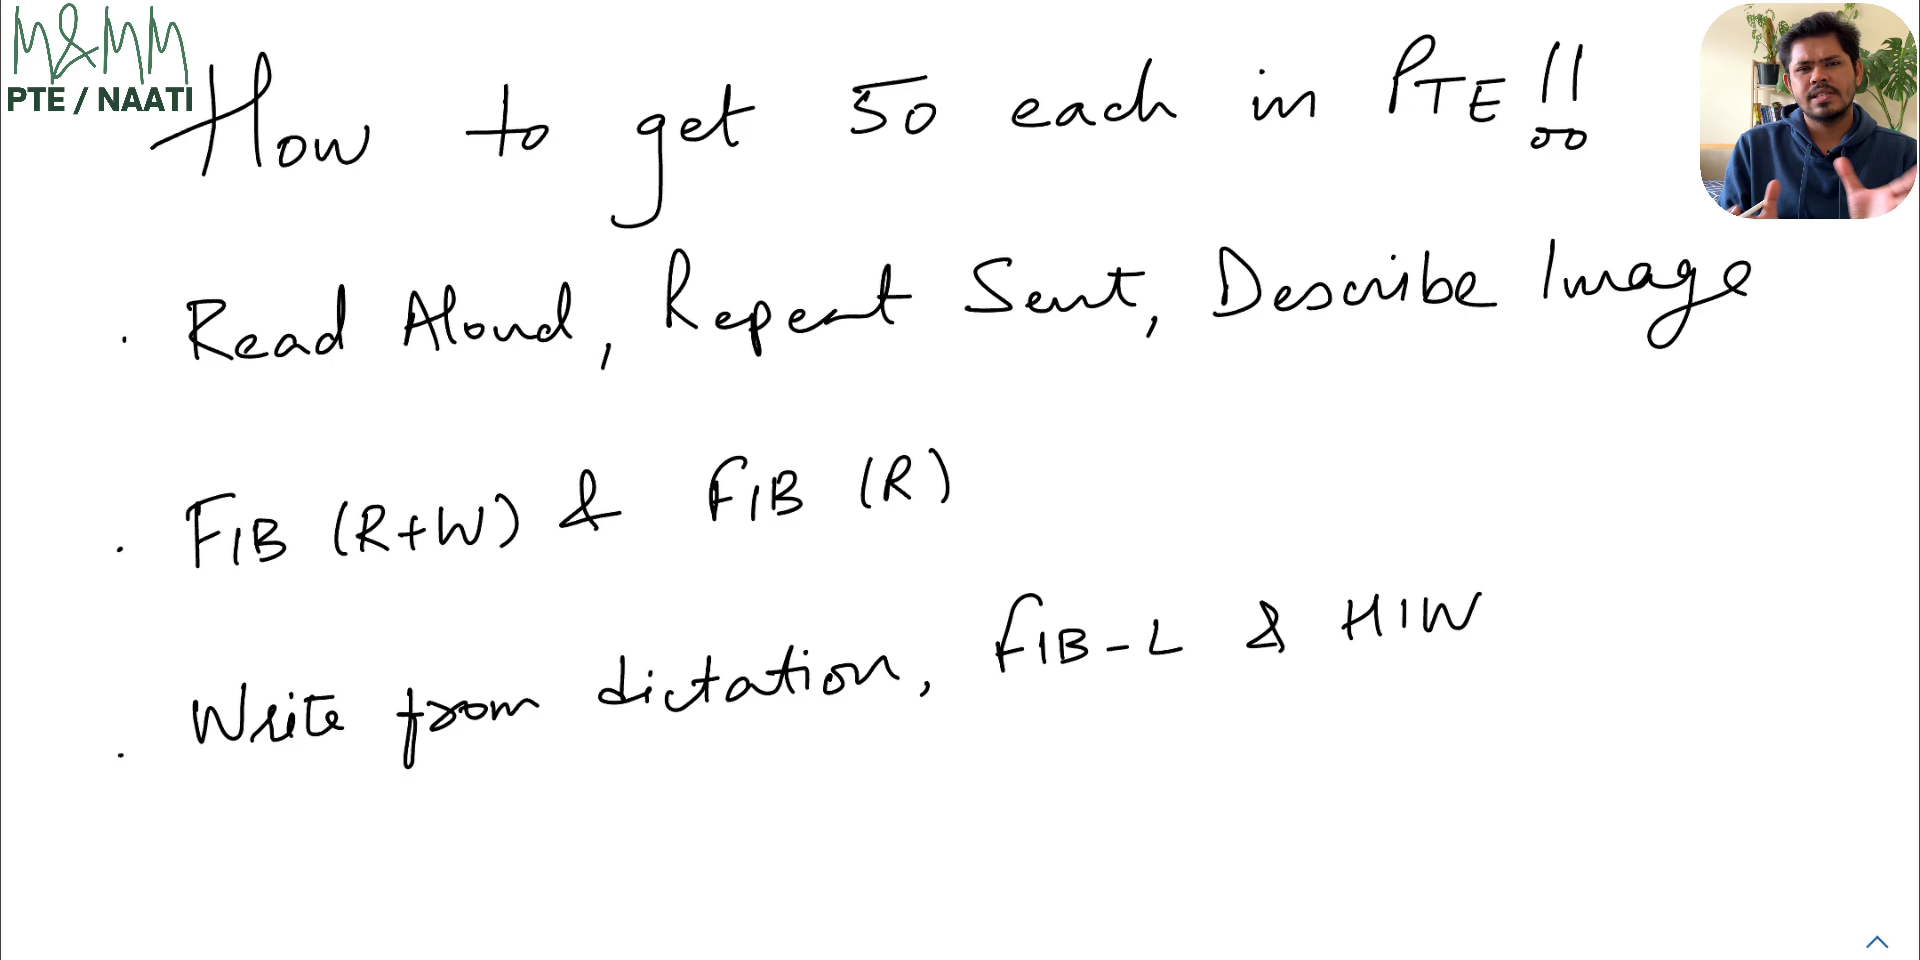 M&MM
PTE / NAATI
How to get 50 each in PTE!!
. Read Aloud, Repeat Sent, Describe Image
. FIB (R+W) & FIB (R)
. Write from dictation, FIB-L & HIW